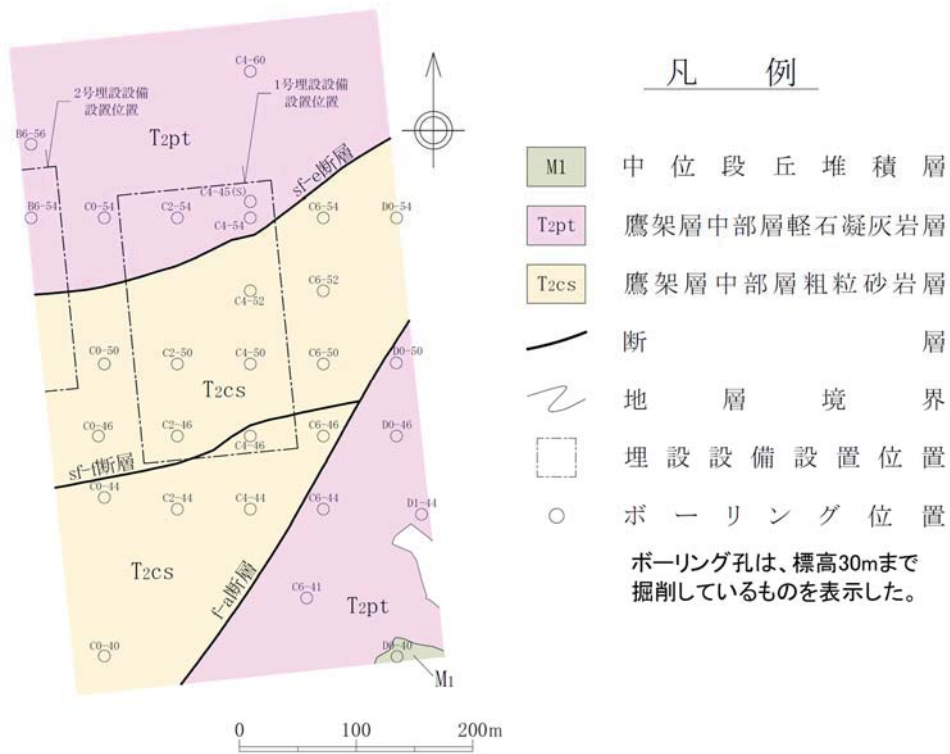 C4-60
2号埋設設備
設置位置
1号埋設設備
設置位置
B6-56
T2pt
sf-e断層
C4-45(S)
B6-54
C0-54
C2-54
C4-54
C6-54
D0-54
C4-52
C6-52
C0-50
C2-50
C4-50
C6-50
D0-50
T2cs
C0-46
C2-46
C4-46
C6-46
D0-46
sf-f断層
C0-44
C2-44
C4-44
C6-44
D1-44
T2cs
f-a断層
C6-41
T2pt
C0-40
D0-40
M1
0 100 200m
凡例
M1 中位段丘堆積層
T2pt 鷹架層中部層軽石凝灰岩層
T2cs 鷹架層中部層粗粒砂岩層
断層
地層境界
埋設設備設置位置
ボーリング位置
ボーリング孔は、標高30mまで
掘削しているものを表示した。